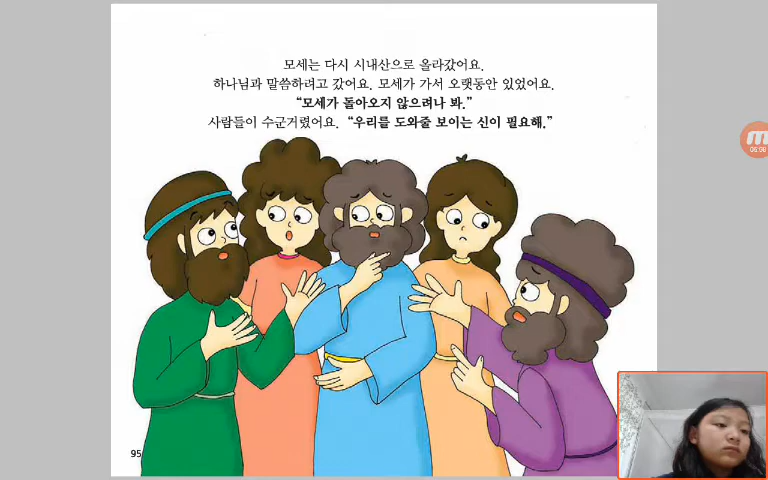 모세는 다시 시내산으로 올라갔어요.
하나님과 말씀하려고 갔어요. 모세가 가서 오랫동안 있었어요.
“모세가 돌아오지 않으려나 봐.”
사람들이 수군거렸어요. “우리를 도와줄 보이는 신이 필요해.”
95
06:98